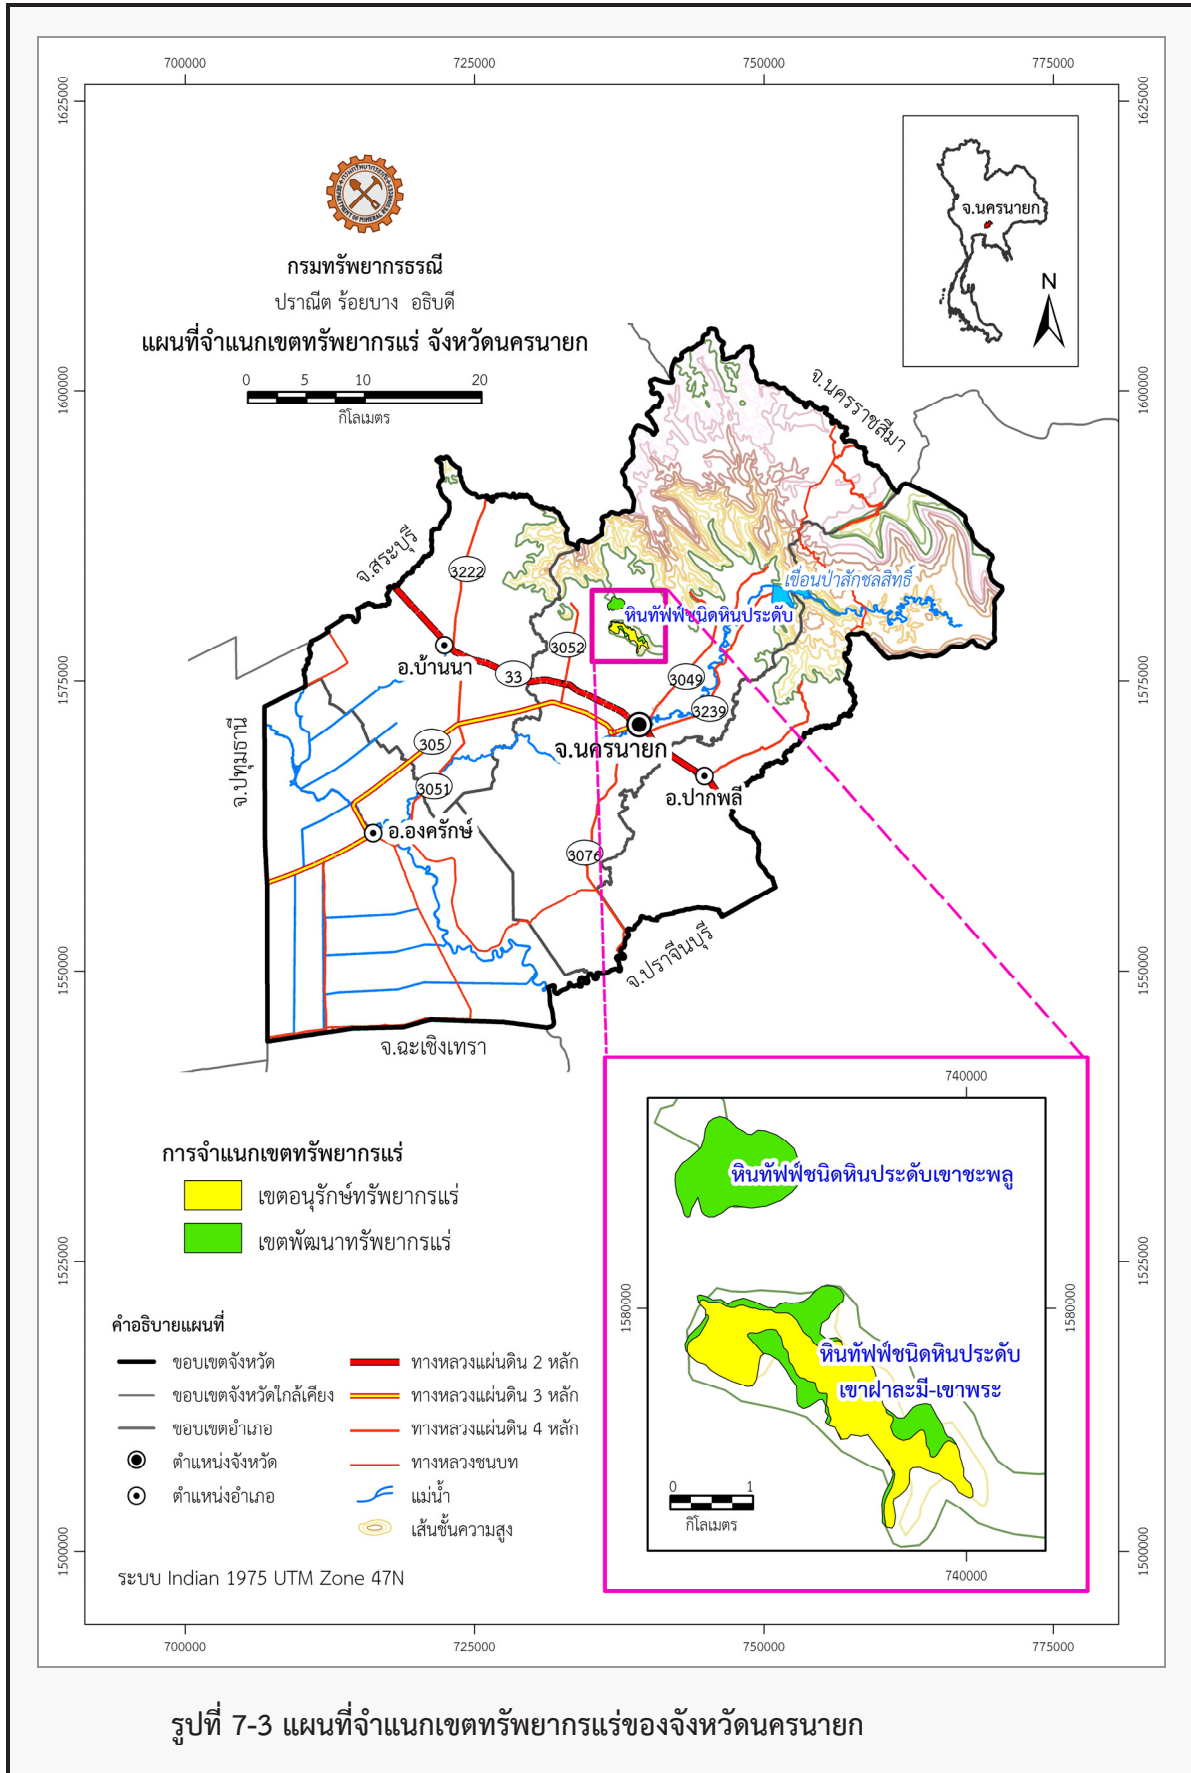 700000
725000
750000
775000
1625000
1625000
กรมทรัพยากรธรณี
DEPARTMENT OF MINERAL RESOURCES
กรมทรัพยากรธรณี
ปราณีต ร้อยบาง อธิบดี
แผนที่จำแนกเขตทรัพยากรแร่ จังหวัดนครนายก
0 5 10 20
กิโลเมตร
จ.นครนายก
N
1600000
1600000
จ.นครราชสีมา
จ.สระบุรี
3222
เขื่อนป่าสักชลสิทธิ์
หินทัฟฟ์ชนิดหินประดับ
3052
อ.บ้านนา
33
3049
1575000
1575000
3239
จ.ปทุมธานี
305
จ.นครนายก
3051
อ.ปากพลี
อ.องครักษ์
3076
จ.ปราจีนบุรี
1550000
1550000
จ.ฉะเชิงเทรา
740000
การจำแนกเขตทรัพยากรแร่
เขตอนุรักษ์ทรัพยากรแร่
เขตพัฒนาทรัพยากรแร่
หินทัฟฟ์ชนิดหินประดับเขาชะพลู
1525000
1525000
1580000
1580000
หินทัฟฟ์ชนิดหินประดับ
เขาฝาละมี-เขาพระ
0 1
กิโลเมตร
740000
คำอธิบายแผนที่
ขอบเขตจังหวัด
ขอบเขตจังหวัดใกล้เคียง
ขอบเขตอำเภอ
ตำแหน่งจังหวัด
ตำแหน่งอำเภอ
ทางหลวงแผ่นดิน 2 หลัก
ทางหลวงแผ่นดิน 3 หลัก
ทางหลวงแผ่นดิน 4 หลัก
ทางหลวงชนบท
แม่น้ำ
เส้นชั้นความสูง
1500000
1500000
ระบบ Indian 1975 UTM Zone 47N
700000
725000
750000
775000
รูปที่ 7-3 แผนที่จำแนกเขตทรัพยากรแร่ของจังหวัดนครนายก